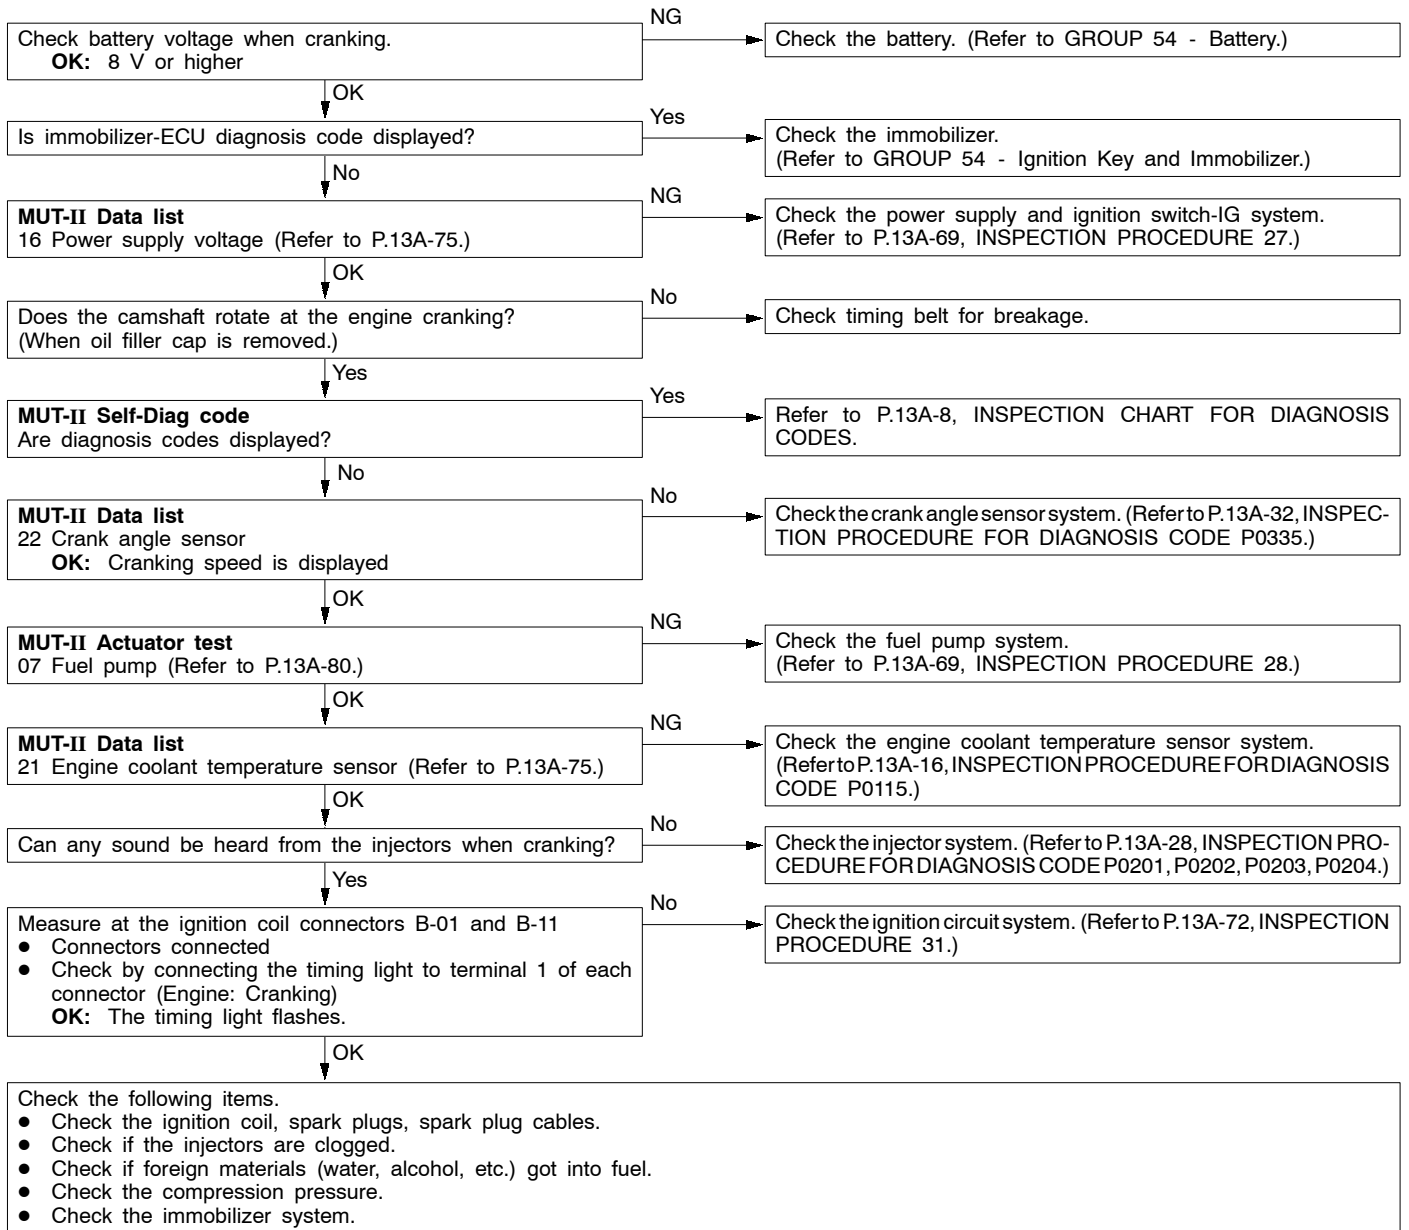 NG
Check battery voltage when cranking.
OK: 8 V or higher
Check the battery. (Refer to GROUP 54 - Battery.)
OK
Is immobilizer-ECU diagnosis code displayed?
Yes
Check the immobilizer.
(Refer to GROUP 54 - Ignition Key and Immobilizer.)
No
MUT-II Data list
16 Power supply voltage (Refer to P.13A-75.)
NG
Check the power supply and ignition switch-IG system.
(Refer to P.13A-69, INSPECTION PROCEDURE 27.)
OK
Does the camshaft rotate at the engine cranking?
(When oil filler cap is removed.)
No
Check timing belt for breakage.
Yes
MUT-II Self-Diag code
Are diagnosis codes displayed?
Yes
Refer to P.13A-8, INSPECTION CHART FOR DIAGNOSIS
CODES.
No
MUT-II Data list
22 Crank angle sensor
OK: Cranking speed is displayed
No
Check the crank angle sensor system. (Refer to P.13A-32, INSPEC-
TION PROCEDURE FOR DIAGNOSIS CODE P0335.)
OK
MUT-II Actuator test
07 Fuel pump (Refer to P.13A-80.)
NG
Check the fuel pump system.
(Refer to P.13A-69, INSPECTION PROCEDURE 28.)
OK
MUT-II Data list
21 Engine coolant temperature sensor (Refer to P.13A-75.)
NG
Check the engine coolant temperature sensor system.
(Refer to P.13A-16, INSPECTION PROCEDURE FOR DIAGNOSIS
CODE P0115.)
OK
Can any sound be heard from the injectors when cranking?
No
Check the injector system. (Refer to P.13A-28, INSPECTION PRO-
CEDURE FOR DIAGNOSIS CODE P0201, P0202, P0203, P0204.)
Yes
Measure at the ignition coil connectors B-01 and B-11
● Connectors connected
● Check by connecting the timing light to terminal 1 of each
connector (Engine: Cranking)
OK: The timing light flashes.
No
Check the ignition circuit system. (Refer to P.13A-72, INSPECTION
PROCEDURE 31.)
OK
Check the following items.
● Check the ignition coil, spark plugs, spark plug cables.
● Check if the injectors are clogged.
● Check if foreign materials (water, alcohol, etc.) got into fuel.
● Check the compression pressure.
● Check the immobilizer system.